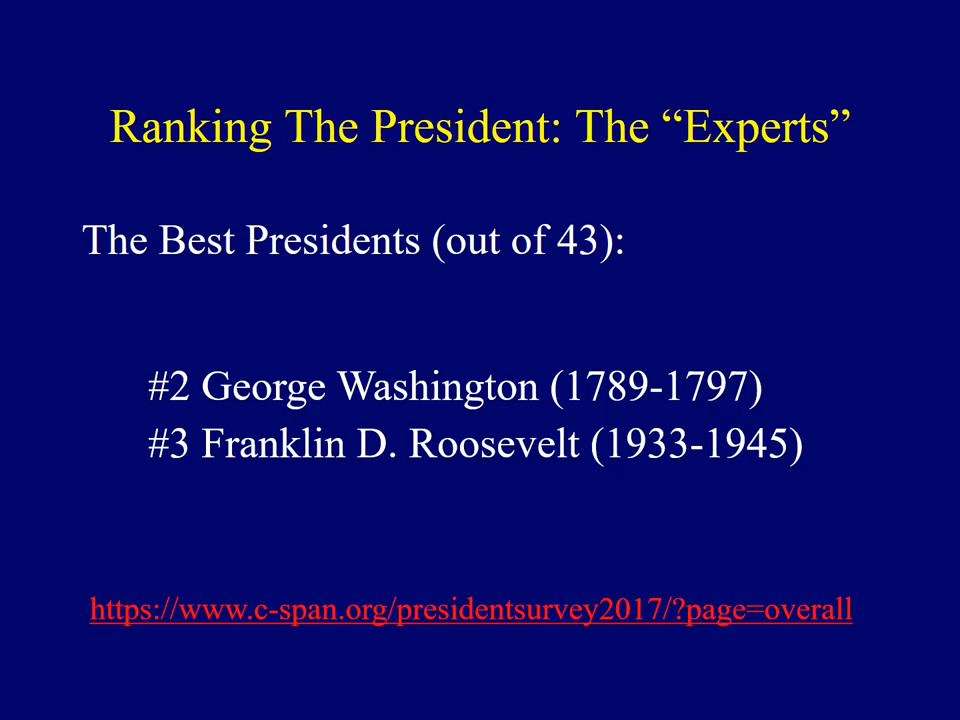 Ranking The President: The “Experts”
The Best Presidents (out of 43):
#2 George Washington (1789-1797)
#3 Franklin D. Roosevelt (1933-1945)
https://www.c-span.org/presidentsurvey2017/?page=overall